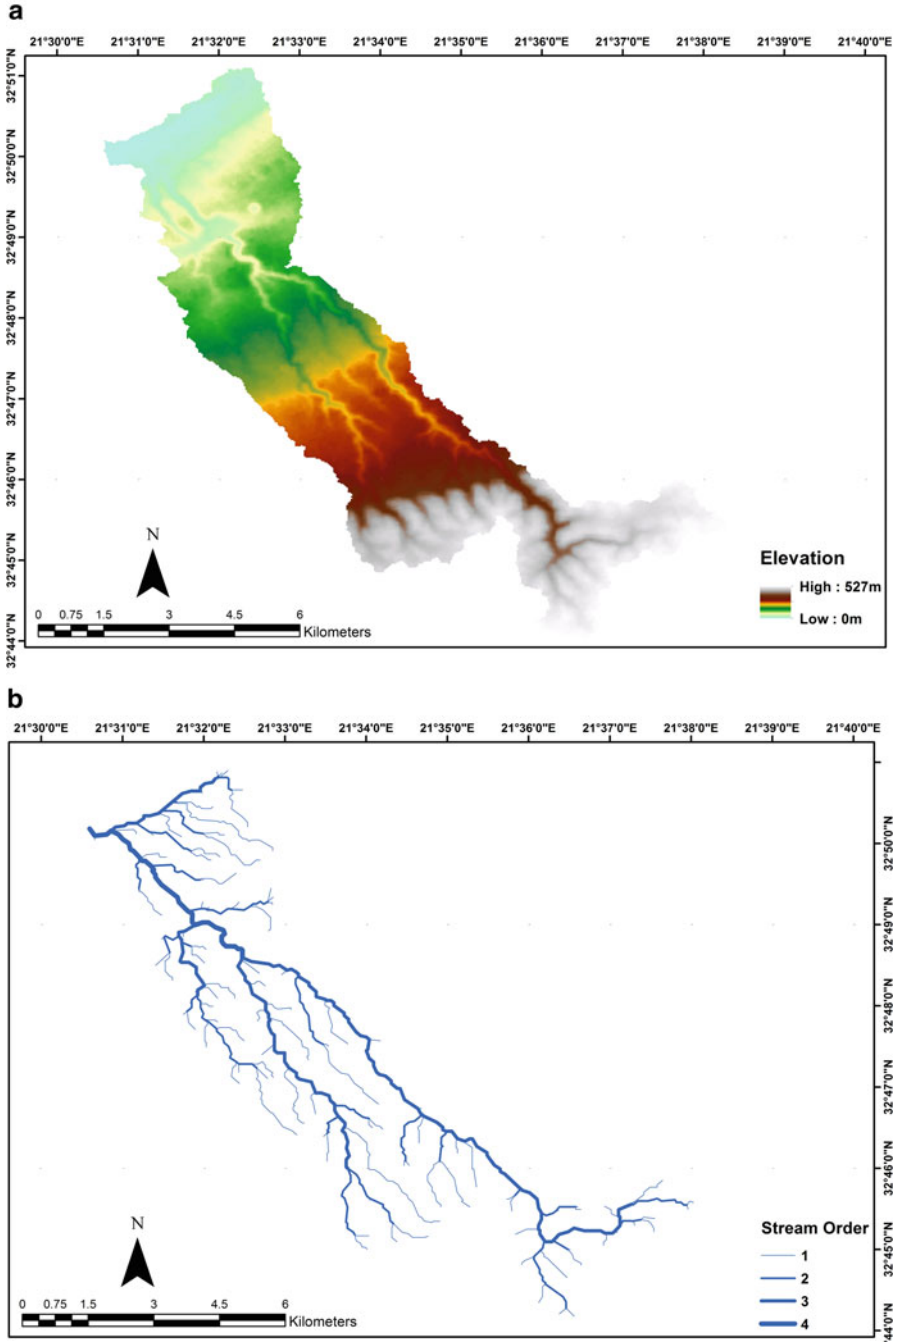 a
21°30'0"E 21°31'0"E 21°32'0"E 21°33'0"E 21°34'0"E 21°35'0"E 21°36'0"E 21°37'0"E 21°38'0"E 21°39'0"E 21°40'0"E
32°51'0"N
32°50'0"N
32°49'0"N
32°48'0"N
32°47'0"N
32°46'0"N
32°45'0"N
32°44'0"N
N
0 0.75 1.5 3 4.5 6
Kilometers
Elevation
High : 527m
Low : 0m
b
21°30'0"E 21°31'0"E 21°32'0"E 21°33'0"E 21°34'0"E 21°35'0"E 21°36'0"E 21°37'0"E 21°38'0"E 21°39'0"E 21°40'0"E
32°50'0"N
32°49'0"N
32°48'0"N
32°47'0"N
32°46'0"N
32°45'0"N
44'0"N
N
0 0.75 1.5 3 4.5 6
Kilometers
Stream Order
1
2
3
4